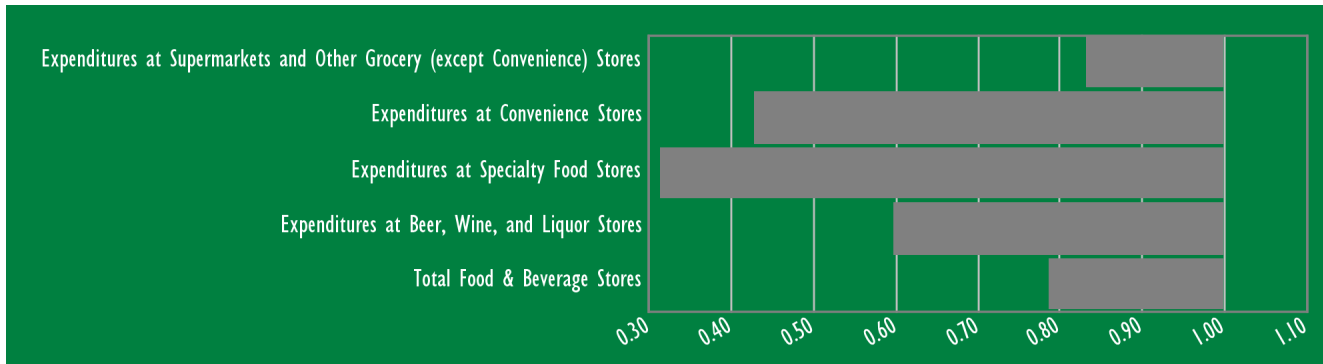 Expenditures at Supermarkets and Other Grocery (except Convenience) Stores
Expenditures at Convenience Stores
Expenditures at Specialty Food Stores
Expenditures at Beer, Wine, and Liquor Stores
Total Food & Beverage Stores
0.30 0.40 0.50 0.60 0.70 0.80 0.90 1.00 1.10